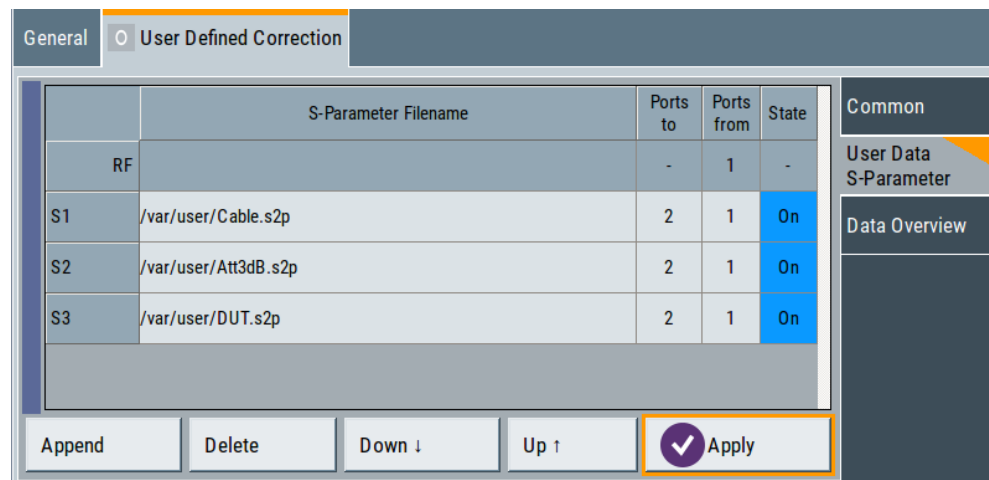 General O User Defined Correction
S-Parameter Filename Ports to Ports from State
RF - 1 -
S1 /var/user/Cable.s2p 2 1 On
S2 /var/user/Att3dB.s2p 2 1 On
S3 /var/user/DUT.s2p 2 1 On
Common
User Data
S-Parameter
Data Overview
Append Delete Down ↓ Up ↑ Apply